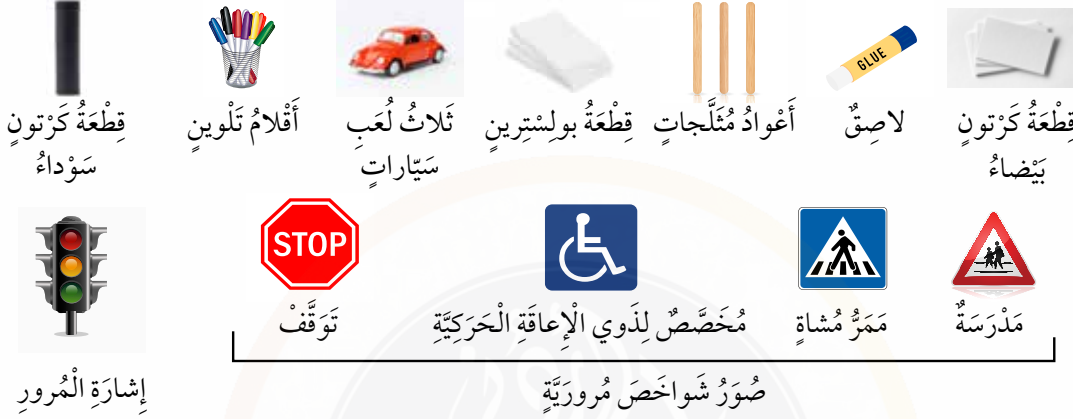 GLUE
قِطْعَةُ كَرْتونٍ بَيْضاءُ
لاصِقٌ
أَعْوادُ مُثَلَّجاتٍ
قِطْعَةُ بولِسْتِرينٍ
ثَلاثُ لُعَبِ سَيّاراتٍ
أَقْلامُ تَلْوينٍ
قِطْعَةُ كَرْتونٍ سَوْداءُ
STOP
مَدْرَسَةٌ
مَمَرُّ مُشاةٍ
مُخَصَّصٌ لِذَوي الْإِعاقَةِ الْحَرَكِيَّةِ
تَوَقَّفْ
صُوَرُ شَواخَصَ مُرورَيَّةٍ
إِشارَةِ الْمُرورِ